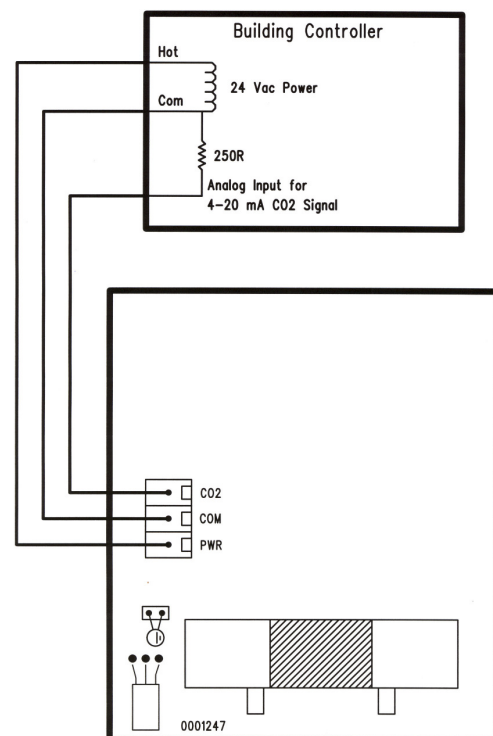 Building Controller
Hot
24 Vac Power
Com
250R
Analog Input for
4-20 mA CO2 Signal
CO2
COM
PWR
0001247